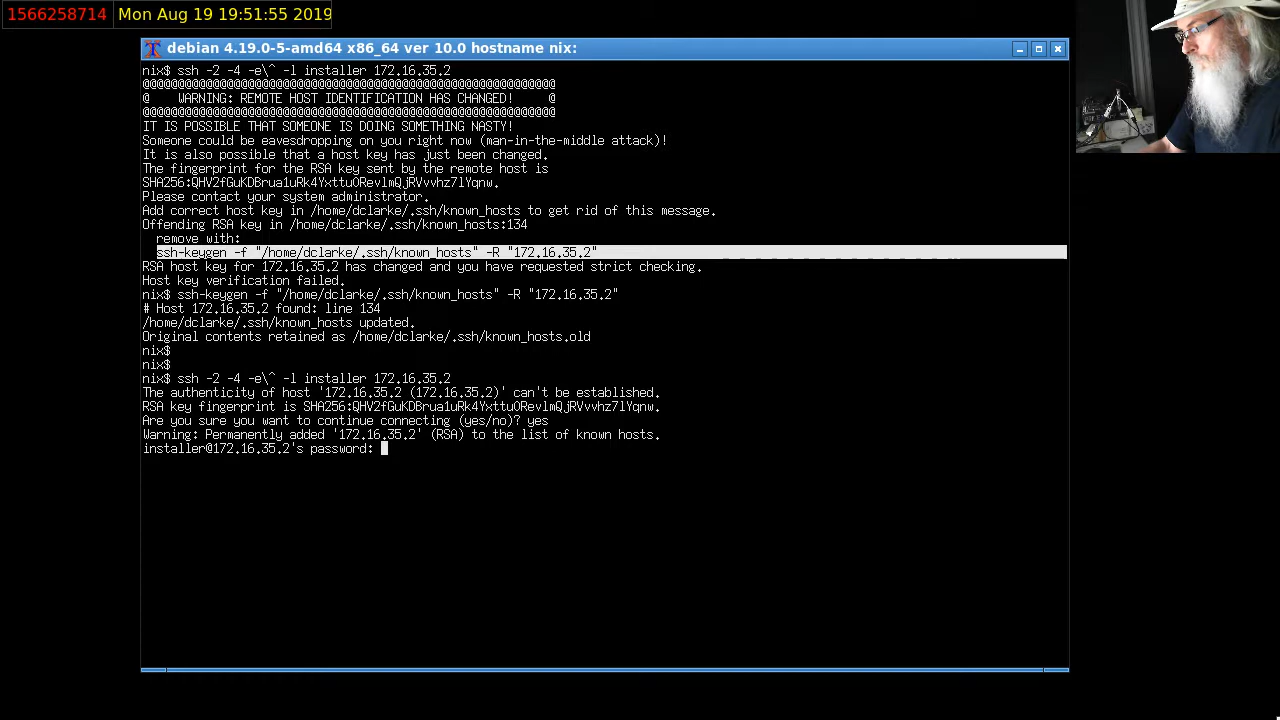 1566258714 Mon Aug 19 19:51:55 2019
debian 4.19.0-5-amd64 x86_64 ver 10.0 hostname nix:
nix$ ssh -2 -4 -e\^ -l installer 172.16.35.2
@@@@@@@@@@@@@@@@@@@@@@@@@@@@@@@@@@@@@@@@@@@@@@@@@@@@@@@@@@@
@    WARNING: REMOTE HOST IDENTIFICATION HAS CHANGED!     @
@@@@@@@@@@@@@@@@@@@@@@@@@@@@@@@@@@@@@@@@@@@@@@@@@@@@@@@@@@@
IT IS POSSIBLE THAT SOMEONE IS DOING SOMETHING NASTY!
Someone could be eavesdropping on you right now (man-in-the-middle attack)!
It is also possible that a host key has just been changed.
The fingerprint for the RSA key sent by the remote host is
SHA256:QHV2fGuKDBrua1uRk4YxttuORevlmQjRVvvhz7lYqnw.
Please contact your system administrator.
Add correct host key in /home/dclarke/.ssh/known_hosts to get rid of this message.
Offending RSA key in /home/dclarke/.ssh/known_hosts:134
  remove with:
  ssh-keygen -f "/home/dclarke/.ssh/known_hosts" -R "172.16.35.2"
RSA host key for 172.16.35.2 has changed and you have requested strict checking.
Host key verification failed.
nix$ ssh-keygen -f "/home/dclarke/.ssh/known_hosts" -R "172.16.35.2"
# Host 172.16.35.2 found: line 134
/home/dclarke/.ssh/known_hosts updated.
Original contents retained as /home/dclarke/.ssh/known_hosts.old
nix$
nix$
nix$ ssh -2 -4 -e\^ -l installer 172.16.35.2
The authenticity of host '172.16.35.2 (172.16.35.2)' can't be established.
RSA key fingerprint is SHA256:QHV2fGuKDBrua1uRk4YxttuORevlmQjRVvvhz7lYqnw.
Are you sure you want to continue connecting (yes/no)? yes
Warning: Permanently added '172.16.35.2' (RSA) to the list of known hosts.
installer@172.16.35.2's password: